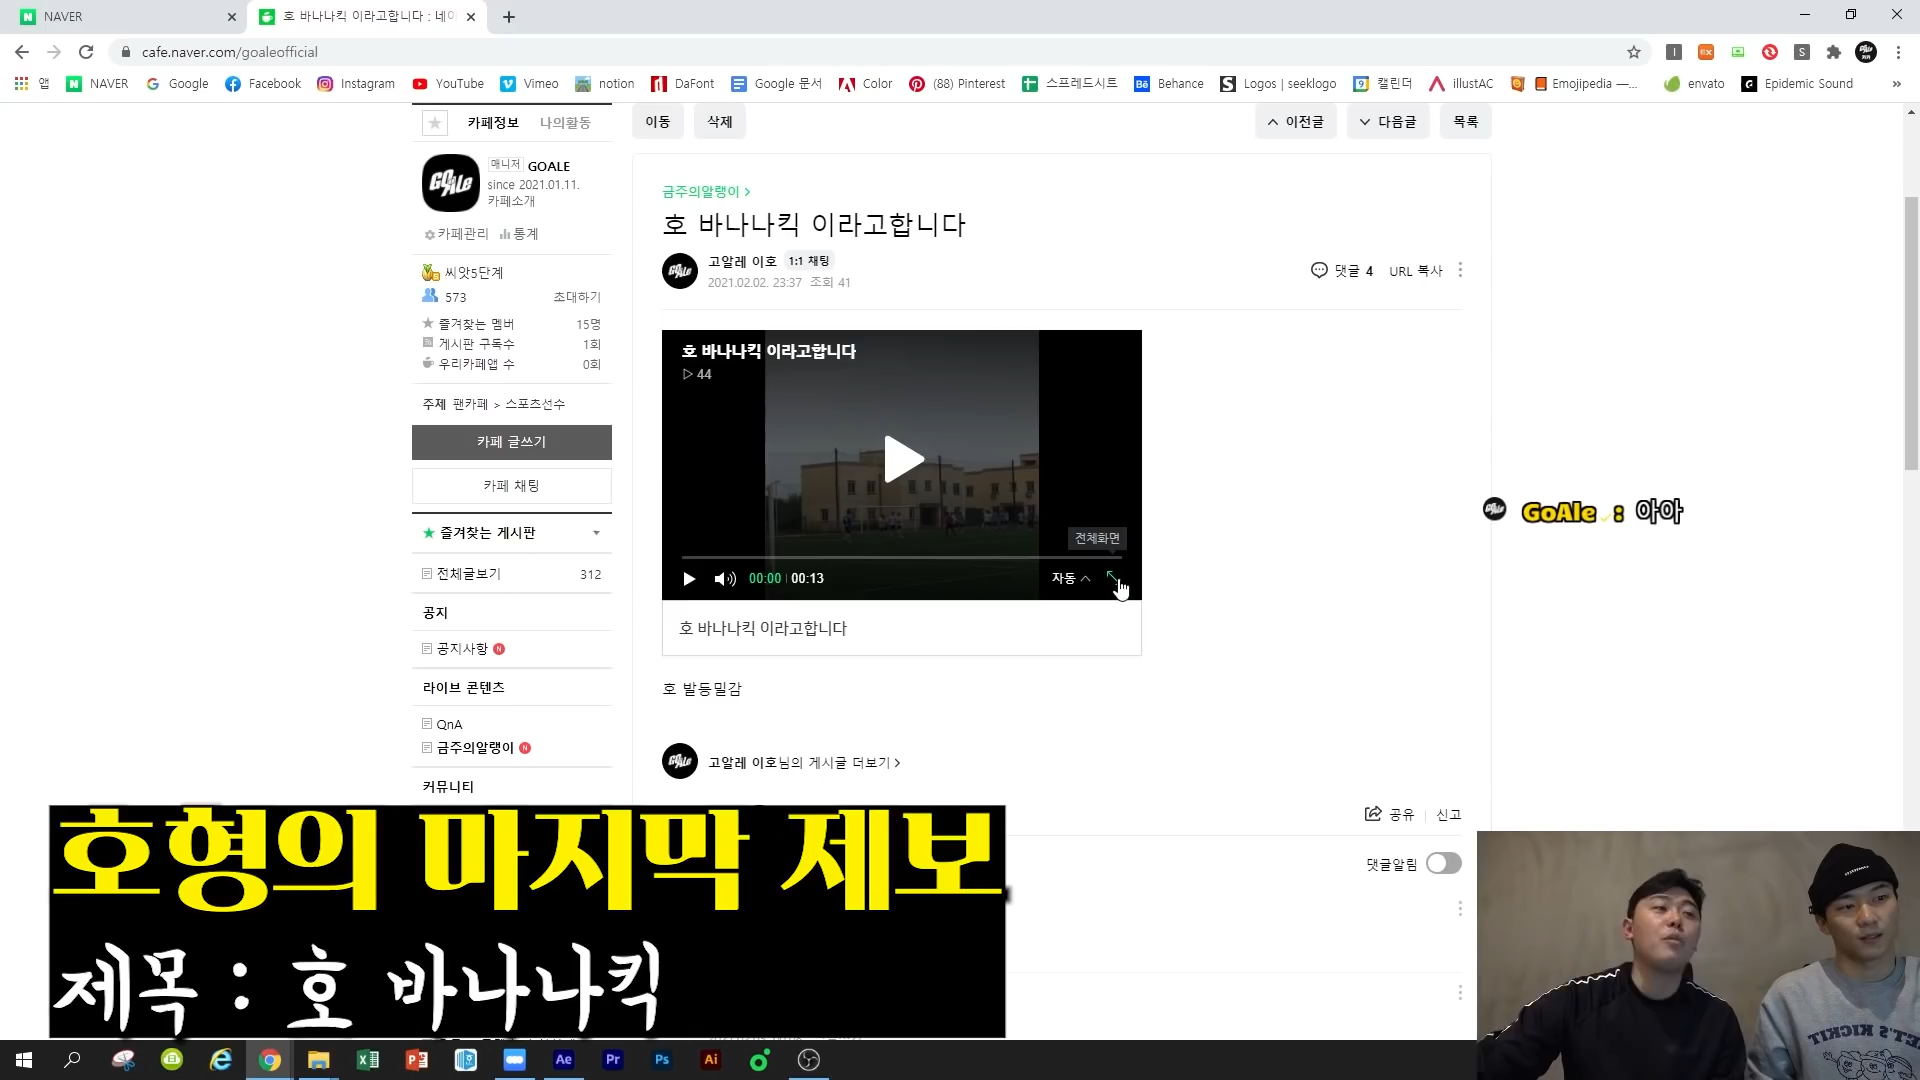 NAVER
호 바나나킥 이라고합니다 : 네이
cafe.naver.com/goaleofficial
앱 NAVER Google Facebook Instagram YouTube Vimeo notion DaFont Google 문서 Color (88) Pinterest 스프레드시트 Behance Logos | seeklogo 캘린더 illustAC Emojipedia —... envato Epidemic Sound »
카페정보 나의활동
이동 삭제
이전글 다음글 목록
매니저 GOALE
since 2021.01.11.
카페소개
카페관리 통계
씨앗5단계
573 초대하기
즐겨찾는 멤버 15명
게시판 구독수 1회
우리카페앱 수 0회
주제 팬카페 > 스포츠선수
카페 글쓰기
카페 채팅
즐겨찾는 게시판
전체글보기 312
공지
공지사항 N
라이브 콘텐츠
QnA
금주의알랭이 N
커뮤니티
금주의알랭이 >
호 바나나킥 이라고합니다
고알레 이호 1:1 채팅
2021.02.02. 23:37 조회 41
댓글 4 URL 복사
호 바나나킥 이라고합니다
44
전체화면
00:00 00:13
자동
호 바나나킥 이라고합니다
호 발등밀감
고알레 이호님의 게시글 더보기 >
공유 신고
댓글알림
GoAle : 아아
호형의 마지막 제보
제목 : 호 바나나킥
LET'S KICKIT
Ae Pr Ps Ai